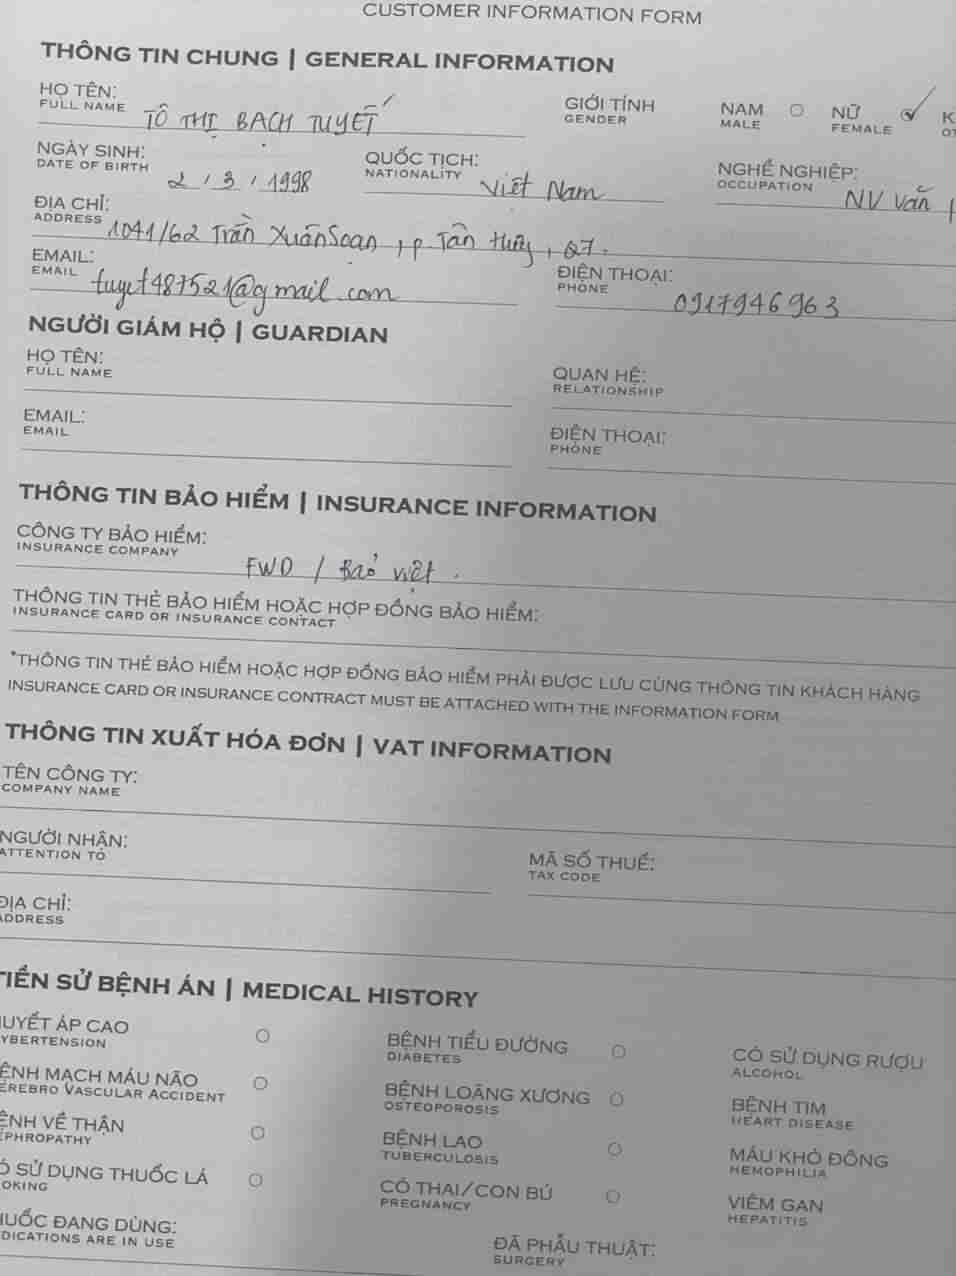 CUSTOMER INFORMATION FORM
THÔNG TIN CHUNG | GENERAL INFORMATION
HỌ TÊN: TÔ THỊ BẠCH TUYẾT GIỚI TÍNH NAM NỮ
FULL NAME GENDER MALE FEMALE
NGÀY SINH: 2 / 3 / 1998 QUỐC TỊCH: Việt Nam NGHỀ NGHIỆP: NV văn
DATE OF BIRTH NATIONALITY OCCUPATION
ĐỊA CHỈ: 1041/62 Trần Xuân Soạn, p Tân Hưng, Q7.
ADDRESS
EMAIL: tuyet487521@gmail.com ĐIỆN THOẠI: 0917946963
EMAIL PHONE
NGƯỜI GIÁM HỘ | GUARDIAN
HỌ TÊN: QUAN HỆ:
FULL NAME RELATIONSHIP
EMAIL: ĐIỆN THOẠI:
EMAIL PHONE
THÔNG TIN BẢO HIỂM | INSURANCE INFORMATION
CÔNG TY BẢO HIỂM: FWD / Bảo việt.
INSURANCE COMPANY
THÔNG TIN THẺ BẢO HIỂM HOẶC HỢP ĐỒNG BẢO HIỂM:
INSURANCE CARD OR INSURANCE CONTACT
*THÔNG TIN THẺ BẢO HIỂM HOẶC HỢP ĐỒNG BẢO HIỂM PHẢI ĐƯỢC LƯU CÙNG THÔNG TIN KHÁCH HÀNG
INSURANCE CARD OR INSURANCE CONTRACT MUST BE ATTACHED WITH THE INFORMATION FORM
THÔNG TIN XUẤT HÓA ĐƠN | VAT INFORMATION
TÊN CÔNG TY:
COMPANY NAME
NGƯỜI NHẬN: MÃ SỐ THUẾ:
ATTENTION TO TAX CODE
ĐỊA CHỈ:
ADDRESS
TIỀN SỬ BỆNH ÁN | MEDICAL HISTORY
HUYẾT ÁP CAO BỆNH TIỂU ĐƯỜNG CÓ SỬ DỤNG RƯỢU
HYBERTENSION DIABETES ALCOHOL
BỆNH MẠCH MÁU NÃO BỆNH LOÃNG XƯƠNG BỆNH TIM
CEREBRO VASCULAR ACCIDENT OSTEOPOROSIS HEART DISEASE
BỆNH VỀ THẬN BỆNH LAO MÁU KHÓ ĐÔNG
NEPHROPATHY TUBERCULOSIS HEMOPHILIA
CÓ SỬ DỤNG THUỐC LÁ CÓ THAI/CON BÚ VIÊM GAN
SMOKING PREGNANCY HEPATITIS
THUỐC ĐANG DÙNG: ĐÃ PHẪU THUẬT:
MEDICATIONS ARE IN USE SURGERY